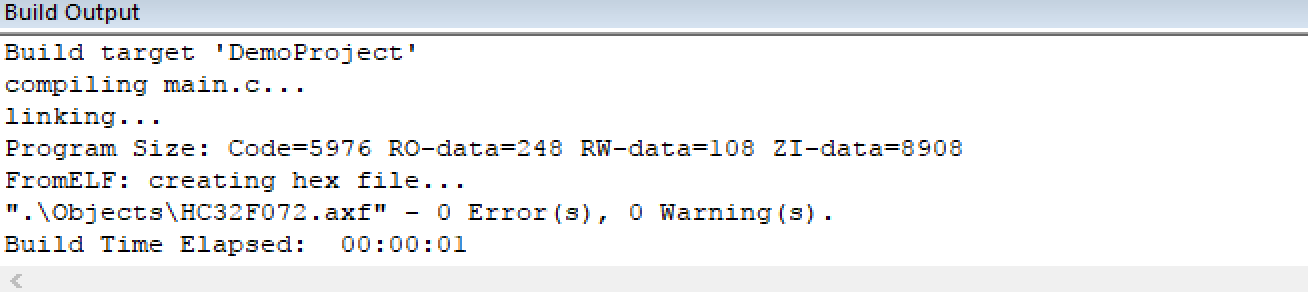 Build Output
Build target 'DemoProject'
compiling main.c...
linking...
Program Size: Code=5976 RO-data=248 RW-data=108 ZI-data=8908
FromELF: creating hex file...
".\Objects\HC32F072.axf" - 0 Error(s), 0 Warning(s).
Build Time Elapsed:  00:00:01